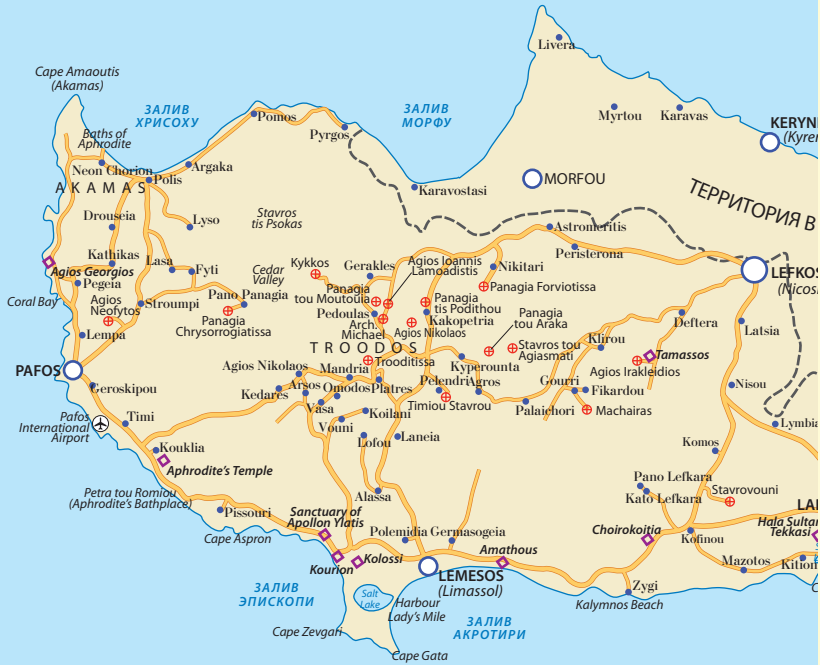 Livera
Cape Amaoutis
(Akamas)
ЗАЛИВ
ХРИСОХУ
ЗАЛИВ
МОРФУ
Pomos
Pyrgos
Myrtou
Karavas
KERYN
(Kyren
Baths of
Aphrodite
Neon Chorion
Argaka
Polis
AKAMAS
Karavostasi
MORFOU
ТЕРРИТОРИЯ В
Drouseia
Lyso
Stavros
tis Psokas
Astromeritis
Peristerona
Kathikas
Lasa
Fyti
Agios Georgios
Pegeia
Cedar
Valley
Kykkos
Gerakles
Agios Ioannis
Lamoadistis
Nikitari
LEFKOS
(Nicos
Coral Bay
Agios
Neofytos
Stroumpi
Pano Panagia
Panagia
Chrysorrogiatissa
Panagia
tou Moutoula
Pedoulas
Arch.
Michael
Agios Nikolaos
Panagia
tis Podithou
Kakopetria
Panagia Forviotissa
Panagia
tou Araka
Deftera
Latsia
Lempa
TROODOS
Trooditissa
Stavros tou
Agiasmati
Klirou
Tamassos
Agios Irakleidios
PAFOS
Geroskipou
Agios Nikolaos
Mandria
Kyperounta
Kedares
Arsos
Omodos
Platres
Pelendri
Agros
Gourri
Fikardou
Nisou
Vasa
Timiou Stavrou
Palaichori
Machairas
Pafos
International
Airport
Timi
Vouni
Koilani
Lympia
Kouklia
Lofou
Laneia
Komos
Aphrodite's Temple
Petra tou Romiou
(Aphrodite's Bathplace)
Alassa
Pano Lefkara
Kato Lefkara
Stavrovouni
Pissouri
Sanctuary of
Apollon Ylatis
LA
Cape Aspron
Polemidia
Germasogeia
Choirokoitia
Kofinou
Hala Sultan
Tekkasi
Kourion
Kolossi
Amathous
Mazotos
Kition
ЗАЛИВ
ЭПИСКОПИ
LEMESOS
(Limassol)
Zygi
Kalymnos Beach
Salt
Lake
Harbour
Lady's Mile
ЗАЛИВ
АКРОТИРИ
Cape Zevgari
Cape Gata